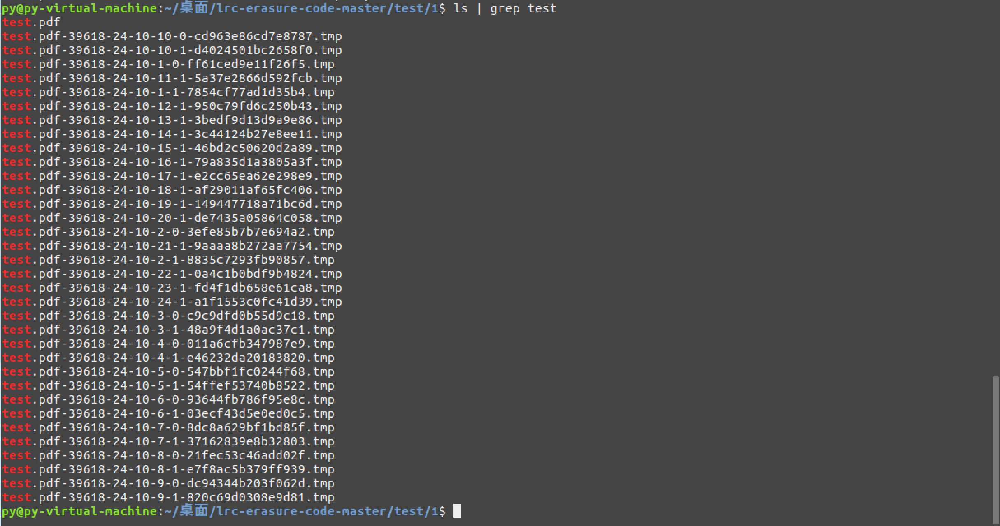 py@py-virtual-machine:~/桌面/lrc-erasure-code-master/test/1$ ls | grep test
test.pdf
test.pdf-39618-24-10-10-0-cd963e86cd7e8787.tmp
test.pdf-39618-24-10-10-1-d4024501bc2658f0.tmp
test.pdf-39618-24-10-1-0-ff61ced9e11f26f5.tmp
test.pdf-39618-24-10-11-1-5a37e2866d592fcb.tmp
test.pdf-39618-24-10-1-1-7854cf77ad1d35b4.tmp
test.pdf-39618-24-10-12-1-950c79fd6c250b43.tmp
test.pdf-39618-24-10-13-1-3bedf9d13d9a9e86.tmp
test.pdf-39618-24-10-14-1-3c44124b27e8ee11.tmp
test.pdf-39618-24-10-15-1-46bd2c50620d2a89.tmp
test.pdf-39618-24-10-16-1-79a835d1a3805a3f.tmp
test.pdf-39618-24-10-17-1-e2cc65ea62e298e9.tmp
test.pdf-39618-24-10-18-1-af29011af65fc406.tmp
test.pdf-39618-24-10-19-1-149447718a71bc6d.tmp
test.pdf-39618-24-10-20-1-de7435a05864c058.tmp
test.pdf-39618-24-10-2-0-3efe85b7b7e694a2.tmp
test.pdf-39618-24-10-21-1-9aaaa8b272aa7754.tmp
test.pdf-39618-24-10-2-1-8835c7293fb90857.tmp
test.pdf-39618-24-10-22-1-0a4c1b0bdf9b4824.tmp
test.pdf-39618-24-10-23-1-fd4f1db658e61ca8.tmp
test.pdf-39618-24-10-24-1-a1f1553c0fc41d39.tmp
test.pdf-39618-24-10-3-0-c9c9dfd0b55d9c18.tmp
test.pdf-39618-24-10-3-1-48a9f4d1a0ac37c1.tmp
test.pdf-39618-24-10-4-0-011a6cfb347987e9.tmp
test.pdf-39618-24-10-4-1-e46232da20183820.tmp
test.pdf-39618-24-10-5-0-547bbf1fc0244f68.tmp
test.pdf-39618-24-10-5-1-54ffef53740b8522.tmp
test.pdf-39618-24-10-6-0-93644fb786f95e8c.tmp
test.pdf-39618-24-10-6-1-03ecf43d5e0ed0c5.tmp
test.pdf-39618-24-10-7-0-8dc8a629bf1bd85f.tmp
test.pdf-39618-24-10-7-1-37162839e8b32803.tmp
test.pdf-39618-24-10-8-0-21fec53c46add02f.tmp
test.pdf-39618-24-10-8-1-e7f8ac5b379ff939.tmp
test.pdf-39618-24-10-9-0-dc94344b203f062d.tmp
test.pdf-39618-24-10-9-1-820c69d0308e9d81.tmp
py@py-virtual-machine:~/桌面/lrc-erasure-code-master/test/1$